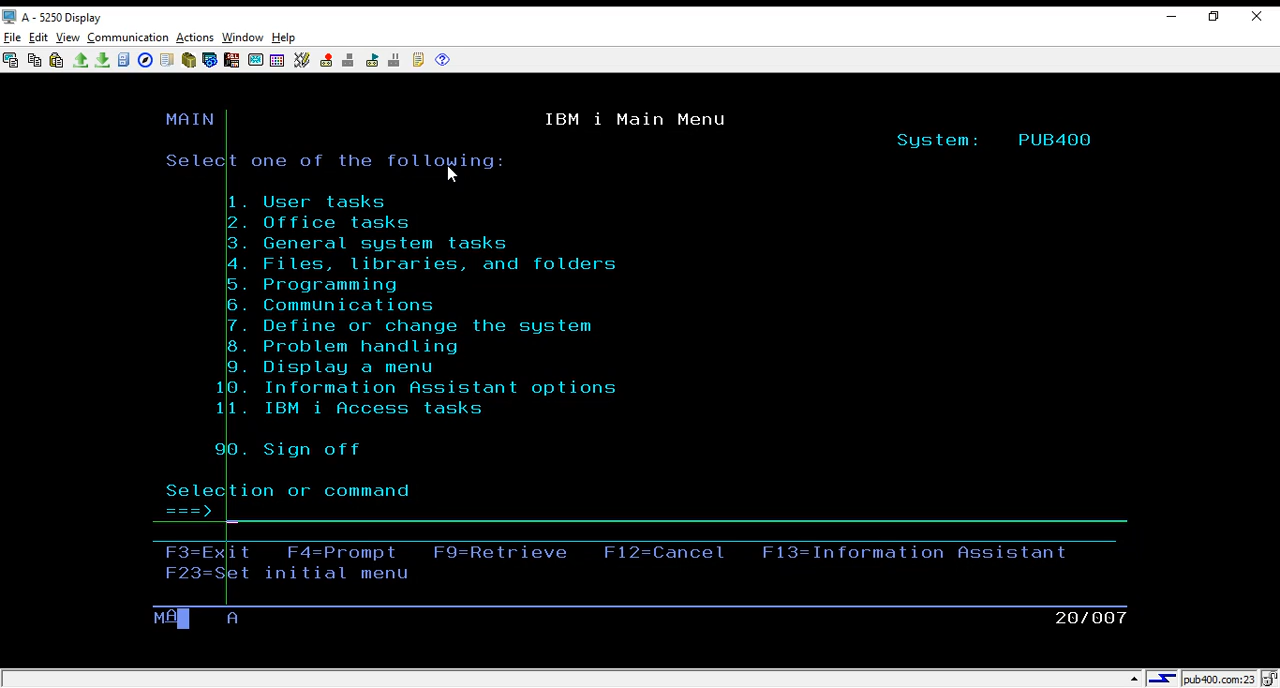 A - 5250 Display
File Edit View Communication Actions Window Help
MAIN IBM i Main Menu
System: PUB400
Select one of the following:
1. User tasks
2. Office tasks
3. General system tasks
4. Files, libraries, and folders
5. Programming
6. Communications
7. Define or change the system
8. Problem handling
9. Display a menu
10. Information Assistant options
11. IBM i Access tasks
90. Sign off
Selection or command
===>
F3=Exit F4=Prompt F9=Retrieve F12=Cancel F13=Information Assistant
F23=Set initial menu
MA A 20/007
pub400.com:23